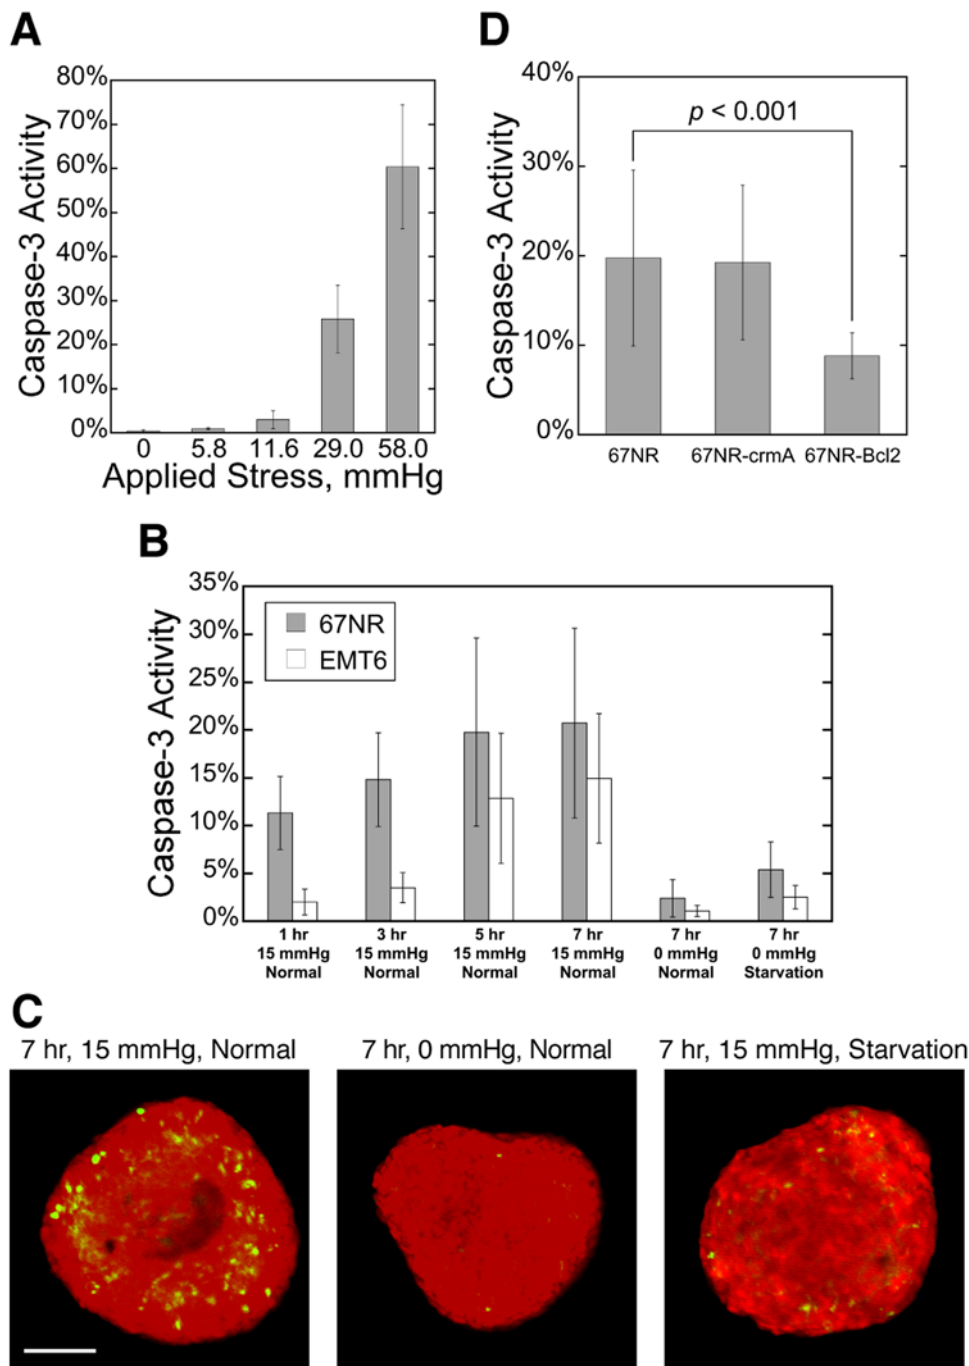 A
Caspase-3 Activity
80%
70%
60%
50%
40%
30%
20%
10%
0%
0 5.8 11.6 29.0 58.0
Applied Stress, mmHg
D
Caspase-3 Activity
40%
30%
20%
10%
0%
p < 0.001
67NR 67NR-crmA 67NR-Bcl2
B
Caspase-3 Activity
35%
30%
25%
20%
15%
10%
5%
0%
67NR
EMT6
1 hr 3 hr 5 hr 7 hr 7 hr 7 hr
15 mmHg 15 mmHg 15 mmHg 15 mmHg 0 mmHg 0 mmHg
Normal Normal Normal Normal Normal Starvation
C
7 hr, 15 mmHg, Normal
7 hr, 0 mmHg, Normal
7 hr, 15 mmHg, Starvation